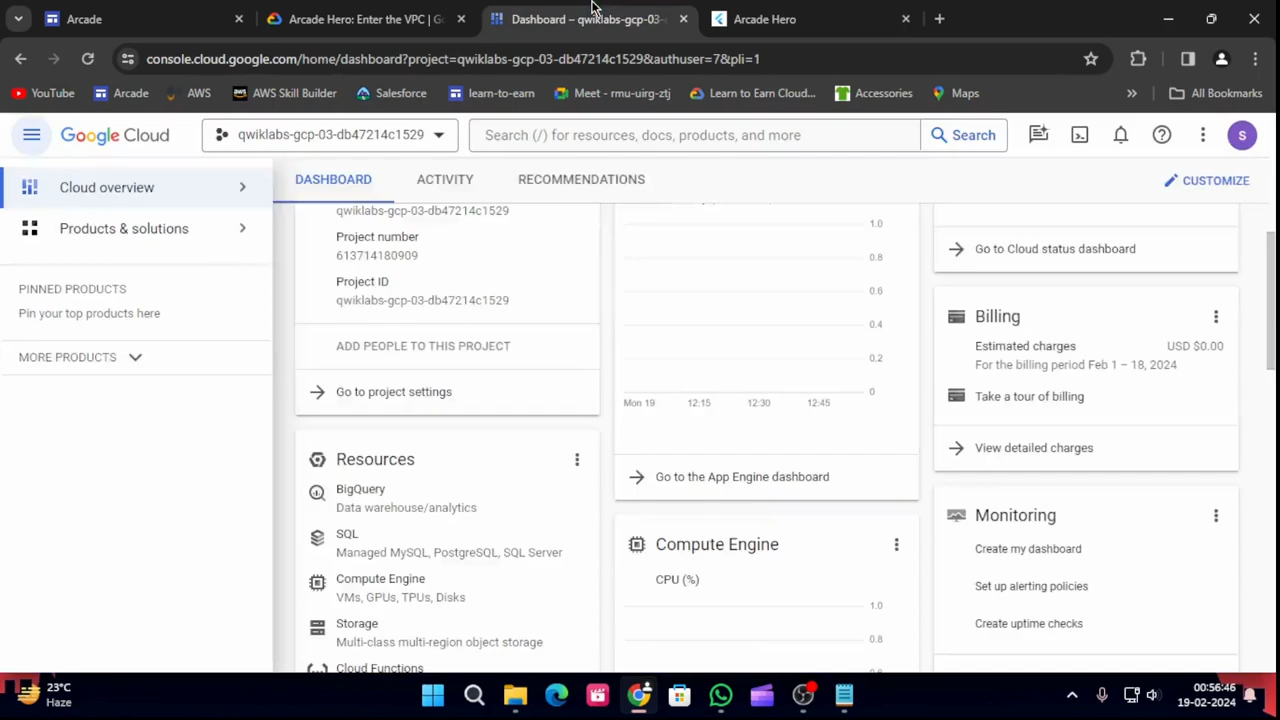 Arcade
Arcade Hero: Enter the VPC | Go
Dashboard – qwiklabs-gcp-03-
Arcade Hero
console.cloud.google.com/home/dashboard?project=qwiklabs-gcp-03-db47214c1529&authuser=7&pli=1
YouTube
Arcade
AWS
AWS Skill Builder
Salesforce
learn-to-earn
Meet - rmu-uirg-ztj
Learn to Earn Cloud...
Accessories
Maps
All Bookmarks
Google Cloud
qwiklabs-gcp-03-db47214c1529
Search (/) for resources, docs, products, and more
Search
S
Cloud overview
Products & solutions
PINNED PRODUCTS
Pin your top products here
MORE PRODUCTS
DASHBOARD
ACTIVITY
RECOMMENDATIONS
CUSTOMIZE
qwiklabs-gcp-03-db47214c1529
Project number
613714180909
Project ID
qwiklabs-gcp-03-db47214c1529
ADD PEOPLE TO THIS PROJECT
Go to project settings
Resources
BigQuery
Data warehouse/analytics
SQL
Managed MySQL, PostgreSQL, SQL Server
Compute Engine
VMs, GPUs, TPUs, Disks
Storage
Multi-class multi-region object storage
Cloud Functions
1.0
0.8
0.6
0.4
0.2
0
Mon 19
12:15
12:30
12:45
Go to the App Engine dashboard
Compute Engine
CPU (%)
1.0
0.8
Go to Cloud status dashboard
Billing
Estimated charges
USD $0.00
For the billing period Feb 1 – 18, 2024
Take a tour of billing
View detailed charges
Monitoring
Create my dashboard
Set up alerting policies
Create uptime checks
23°C
Haze
00:56:46
19-02-2024